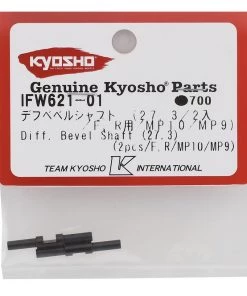 KYOSHO
Genuine Kyosho Parts
IFW621-01 ●700
デフベベルシャフト (27.3/2入
/F.R用/MP10/MP9)
Diff. Bevel Shaft (27.3)
(2pcs/F.R/MP10/MP9)
TEAM KYOSHO K INTERNATIONAL